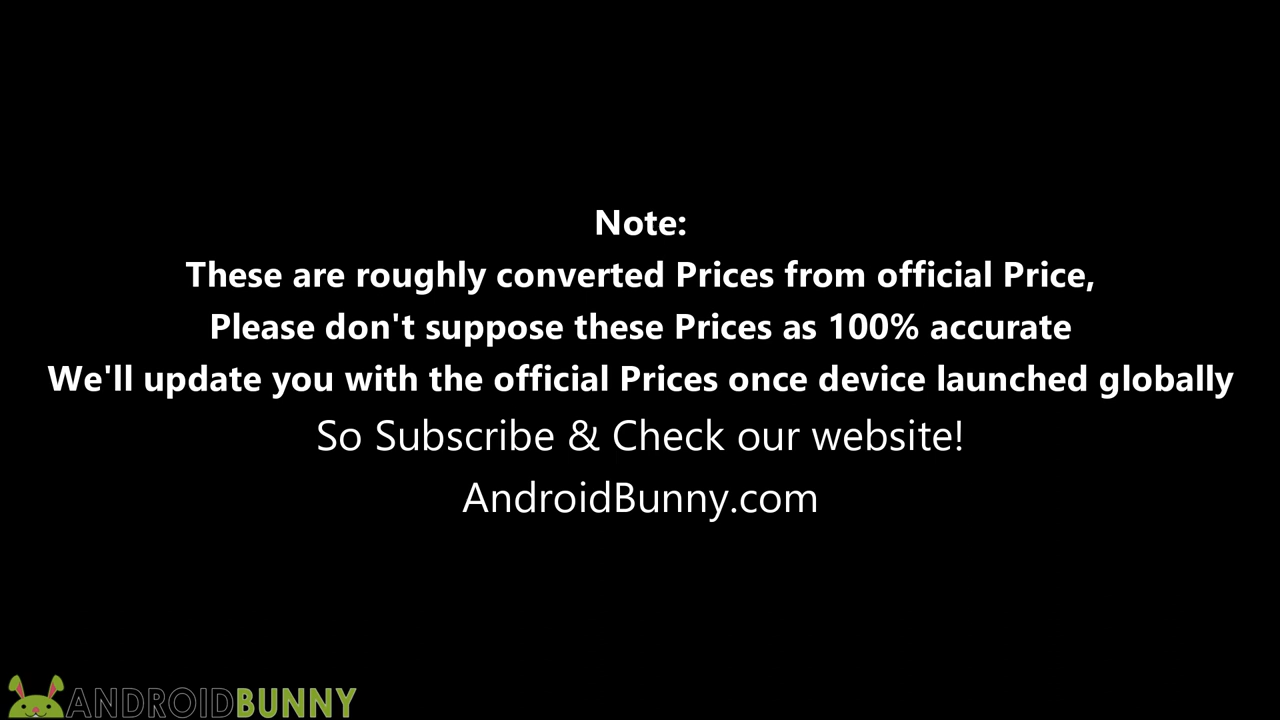 Note:
These are roughly converted Prices from official Price,
Please don't suppose these Prices as 100% accurate
We'll update you with the official Prices once device launched globally
So Subscribe & Check our website!
AndroidBunny.com
ANDROIDBUNNY